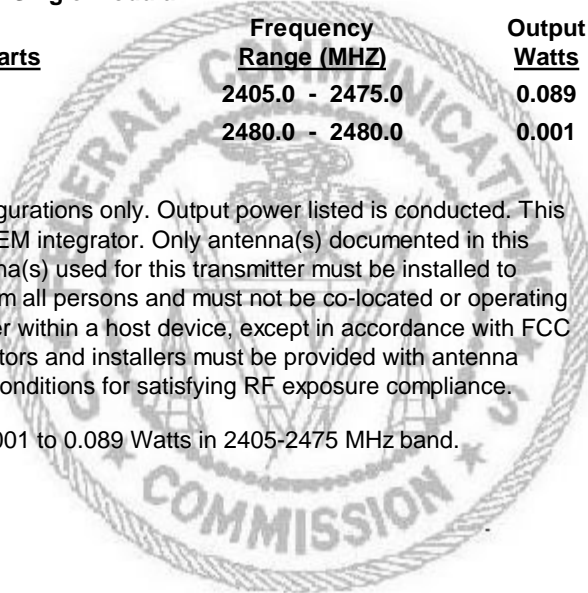 Frequency Output
arts Range (MHZ) Watts
2405.0 - 2475.0 0.089
2480.0 - 2480.0 0.001
gurations only. Output power listed is conducted. This
EM integrator. Only antenna(s) documented in this
na(s) used for this transmitter must be installed to
m all persons and must not be co-located or operating
er within a host device, except in accordance with FCC
tors and installers must be provided with antenna
onditions for satisfying RF exposure compliance.
001 to 0.089 Watts in 2405-2475 MHz band.
FEDERAL COMMUNICATIONS
COMMISSION